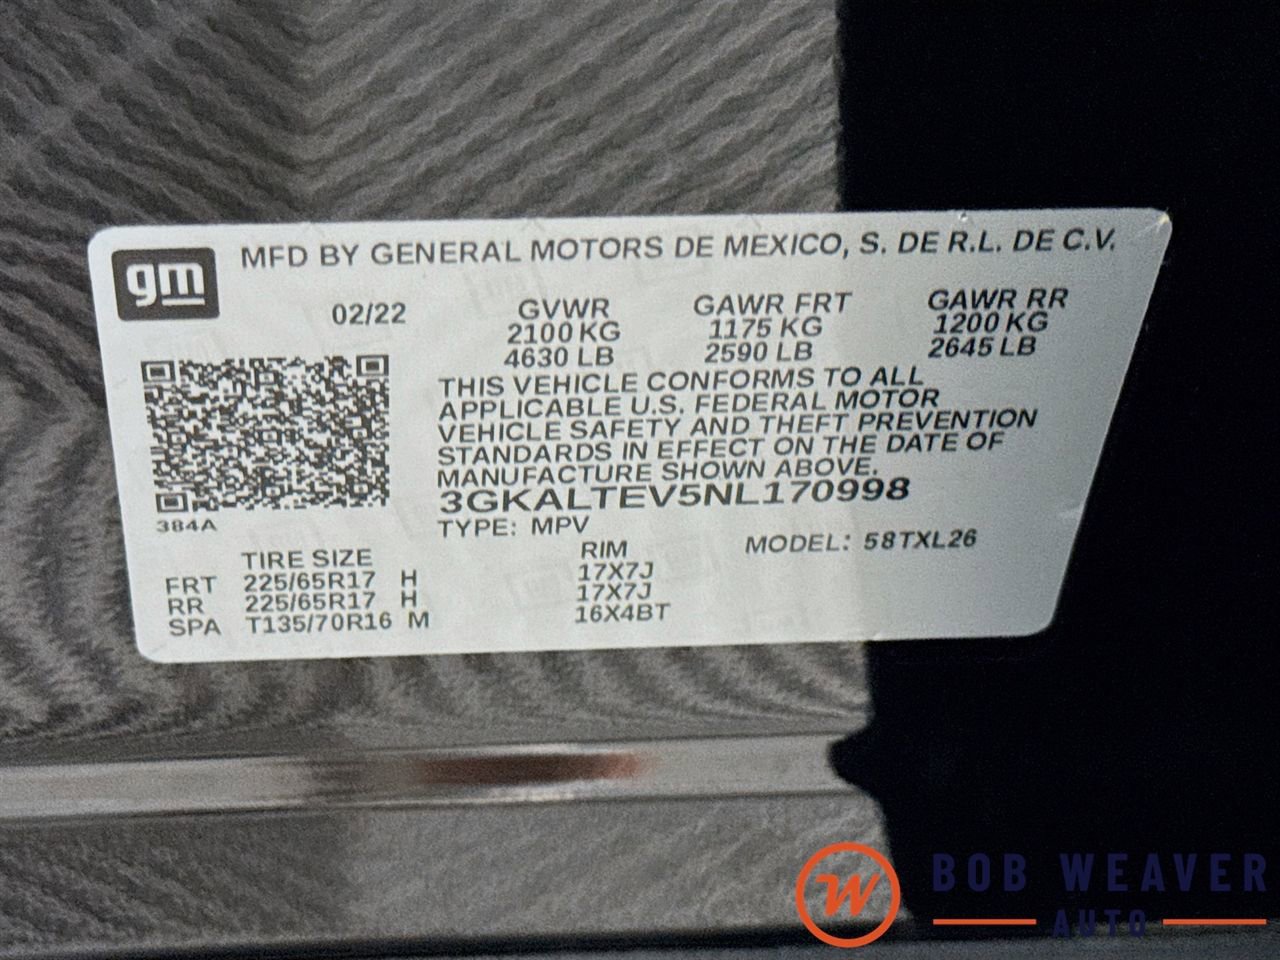 gm
MFD BY GENERAL MOTORS DE MEXICO, S. DE R.L. DE C.V.
02/22 GVWR GAWR FRT GAWR RR
2100 KG 1175 KG 1200 KG
4630 LB 2590 LB 2645 LB
THIS VEHICLE CONFORMS TO ALL
APPLICABLE U.S. FEDERAL MOTOR
VEHICLE SAFETY AND THEFT PREVENTION
STANDARDS IN EFFECT ON THE DATE OF
MANUFACTURE SHOWN ABOVE.
3GKALTEV5NL170998
384A
TYPE: MPV MODEL: 58TXL26
TIRE SIZE RIM
FRT 225/65R17 H 17X7J
RR 225/65R17 H 17X7J
SPA T135/70R16 M 16X4BT
W BOB WEAVER
AUTO